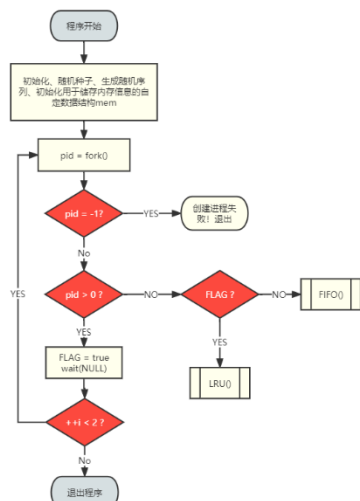 程序开始
初始化、随机种子、生成随机序
列、初始化用于储存内存信息的自
定数据结构mem
pid = fork()
pid = -1?
YES
创建进程失
败！退出
No
YES
pid > 0 ?
NO
FLAG ?
NO
FIFO()
YES
YES
FLAG = true
wait(NULL)
LRU()
++i < 2 ?
No
退出程序